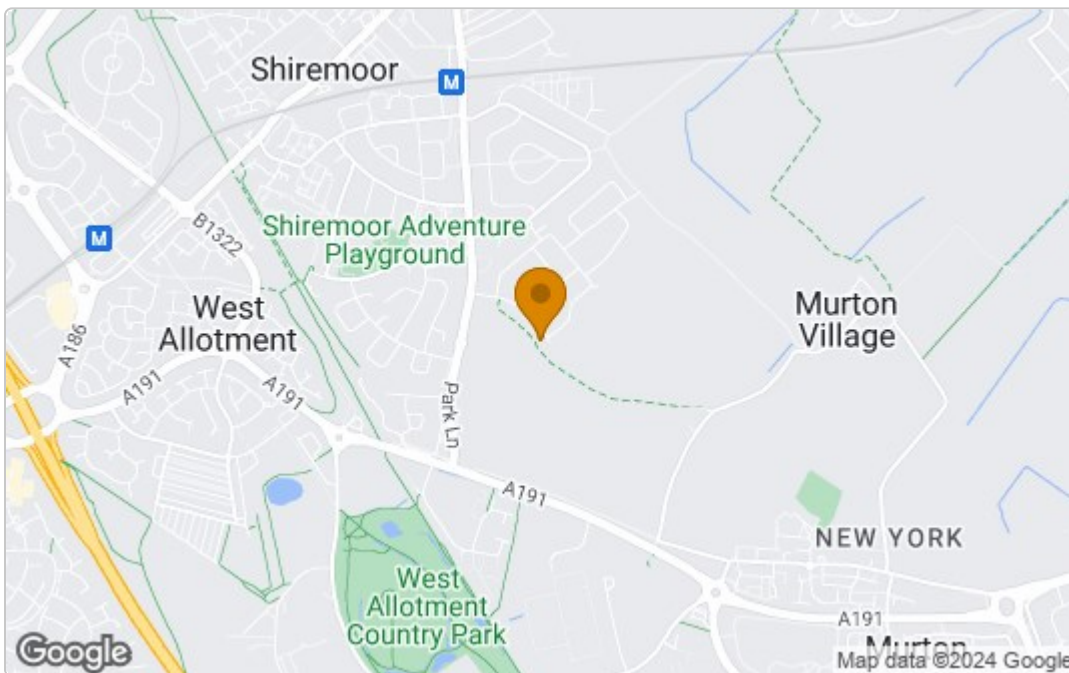 Shiremoor
M
Shiremoor Adventure
Playground
B1322
M
West
Allotment
Murton
Village
A186
A191
A191
Park Ln
A191
NEW YORK
West
Allotment
Country Park
A191
Murton
Google
Map data ©2024 Google